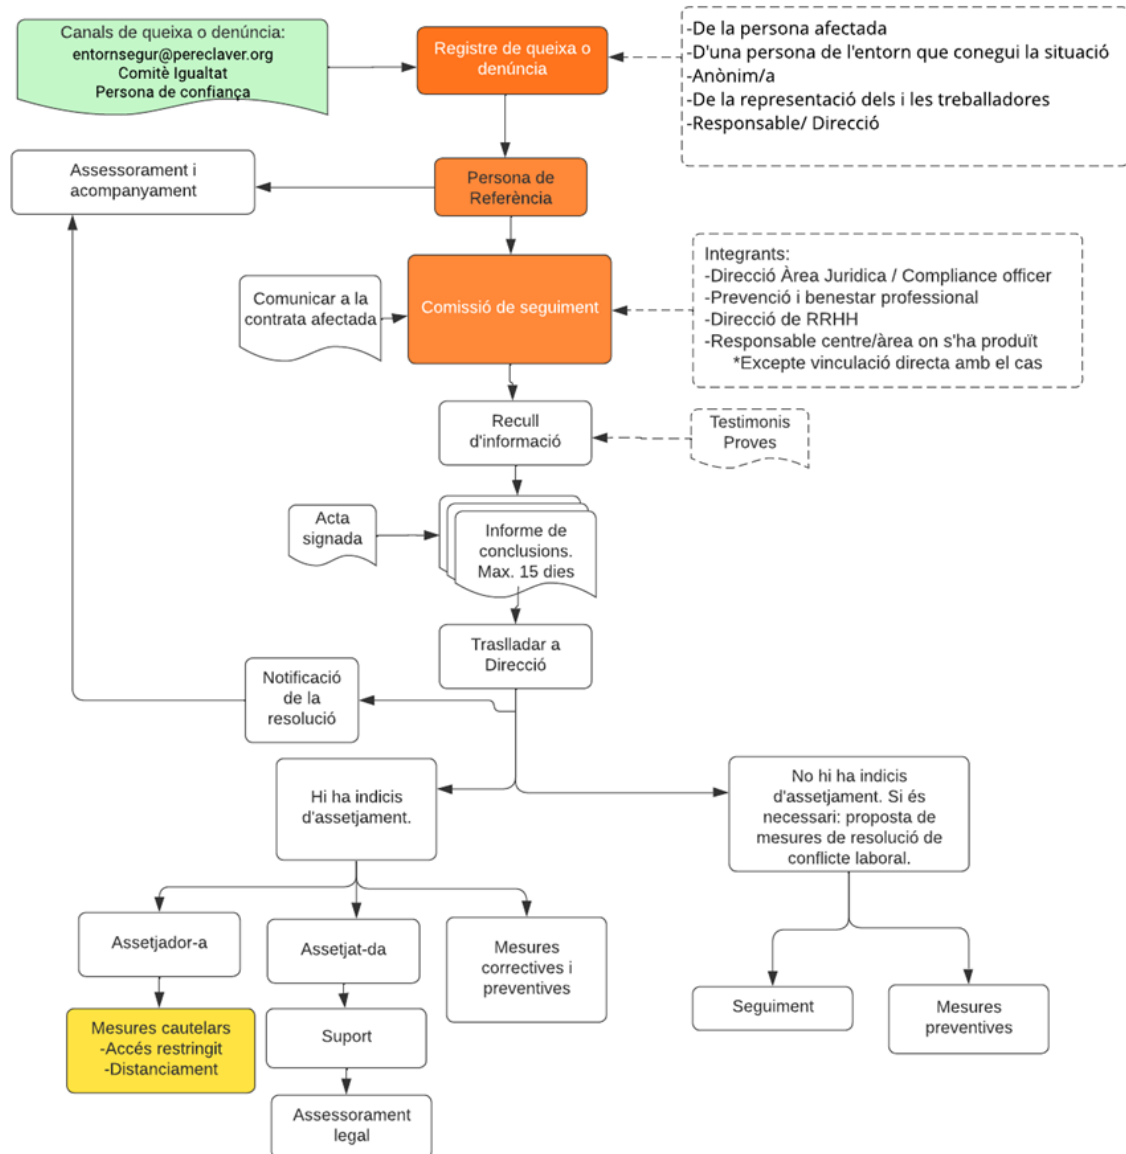 Canals de queixa o denúncia:
entornsegur@pereclaver.org
Comitè Igualtat
Persona de confiança
Registre de queixa o
denúncia
-De la persona afectada
-D'una persona de l'entorn que conegui la situació
-Anònim/a
-De la representació dels i les treballadores
-Responsable/ Direcció
Assessorament i
acompanyament
Persona de
Referència
Comunicar a la
contrata afectada
Comissió de seguiment
Integrants:
-Direcció Àrea Juridica / Compliance officer
-Prevenció i benestar professional
-Direcció de RRHH
-Responsable centre/àrea on s'ha produït
*Excepte vinculació directa amb el cas
Recull
d'informació
Testimonis
Proves
Acta
signada
Informe de
conclusions.
Max. 15 dies
Traslladar a
Direcció
Notificació
de la
resolució
Hi ha indicis
d'assetjament.
No hi ha indicis
d'assetjament. Si és
necessari: proposta de
mesures de resolució de
conflicte laboral.
Assetjador-a
Assetjat-da
Mesures
correctives i
preventives
Seguiment
Mesures
preventives
Mesures cautelars
-Accés restringit
-Distanciament
Suport
Assessorament
legal